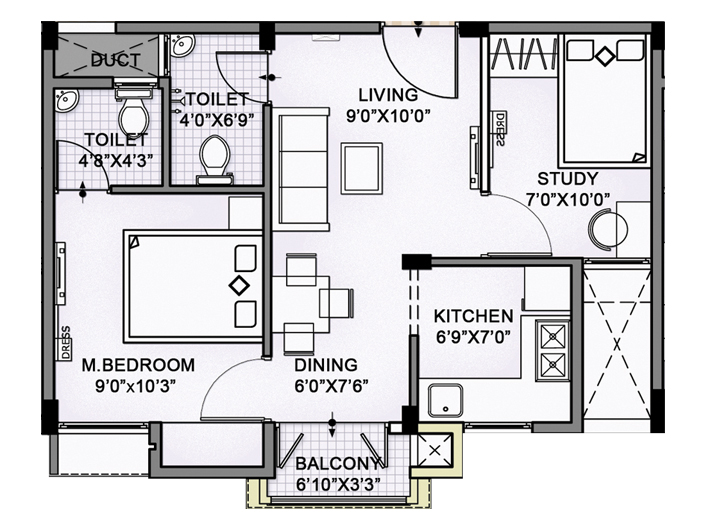 DUCT
TOILET
4'0"X6'9"
LIVING
9'0"X10'0"
TOILET
4'8"X4'3"
DRESS
STUDY
7'0"X10'0"
KITCHEN
6'9"X7'0"
DRESS
M.BEDROOM
9'0"x10'3"
DINING
6'0"X7'6"
BALCONY
6'10"X3'3"